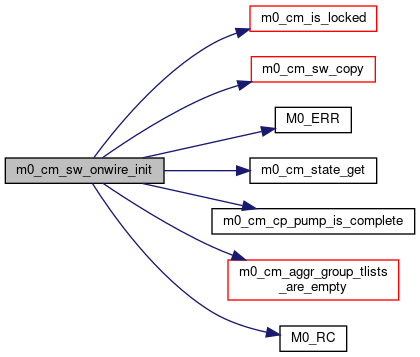 m0_cm_sw_onwire_init
m0_cm_is_locked
m0_cm_sw_copy
M0_ERR
m0_cm_state_get
m0_cm_cp_pump_is_complete
m0_cm_aggr_group_tlists
_are_empty
M0_RC